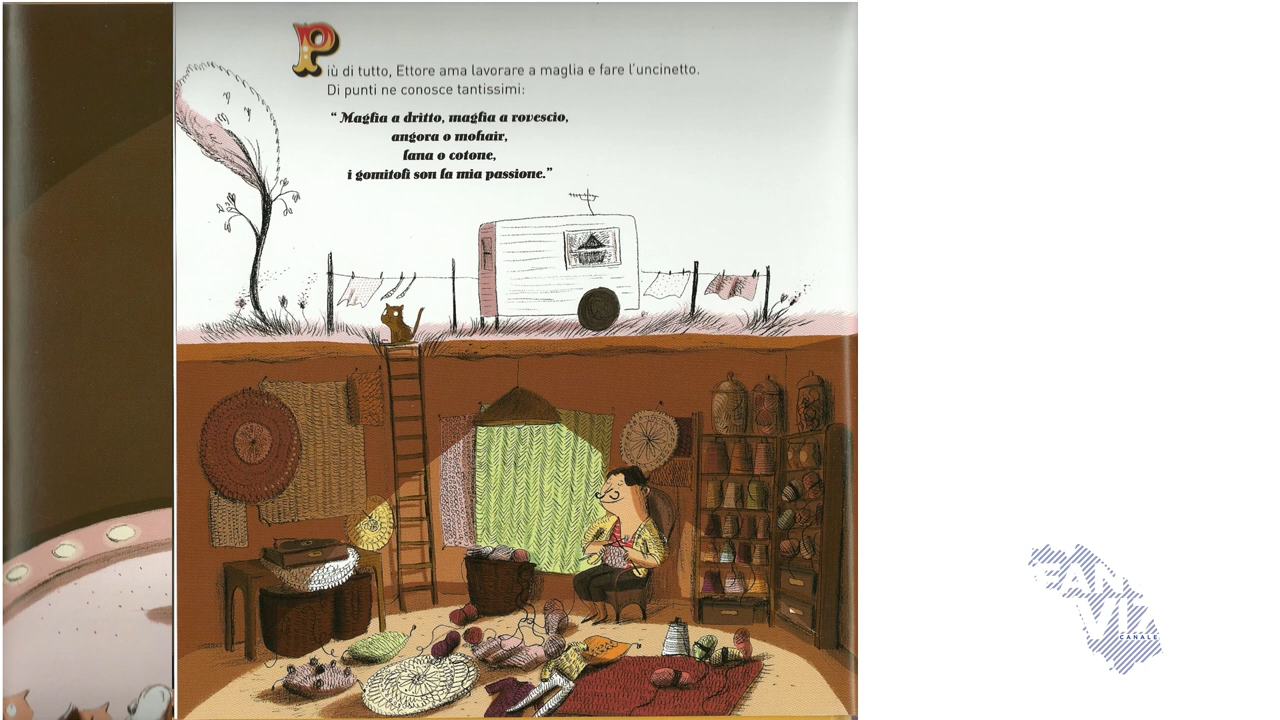 Più di tutto, Ettore ama lavorare a maglia e fare l'uncinetto.
Di punti ne conosce tantissimi:
“ Maglia a dritto, maglia a rovescio,
angora o mohair,
lana o cotone,
i gomitoli son la mia passione.”
CANALE